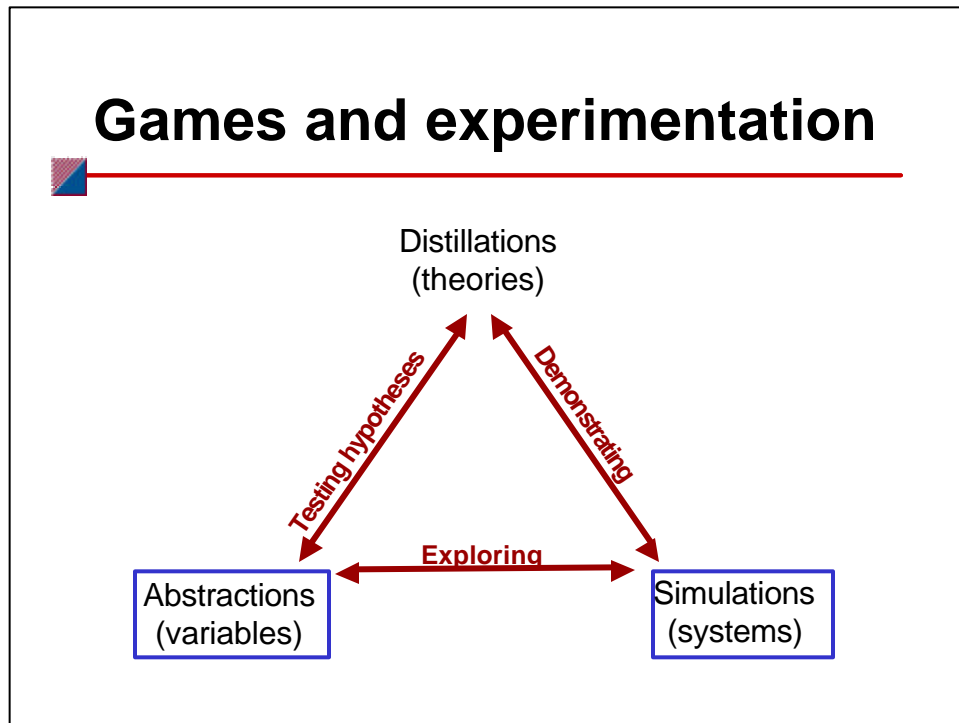 Games and experimentation
Distillations
(theories)
Testing hypotheses
Demonstrating
Exploring
Abstractions
(variables)
Simulations
(systems)